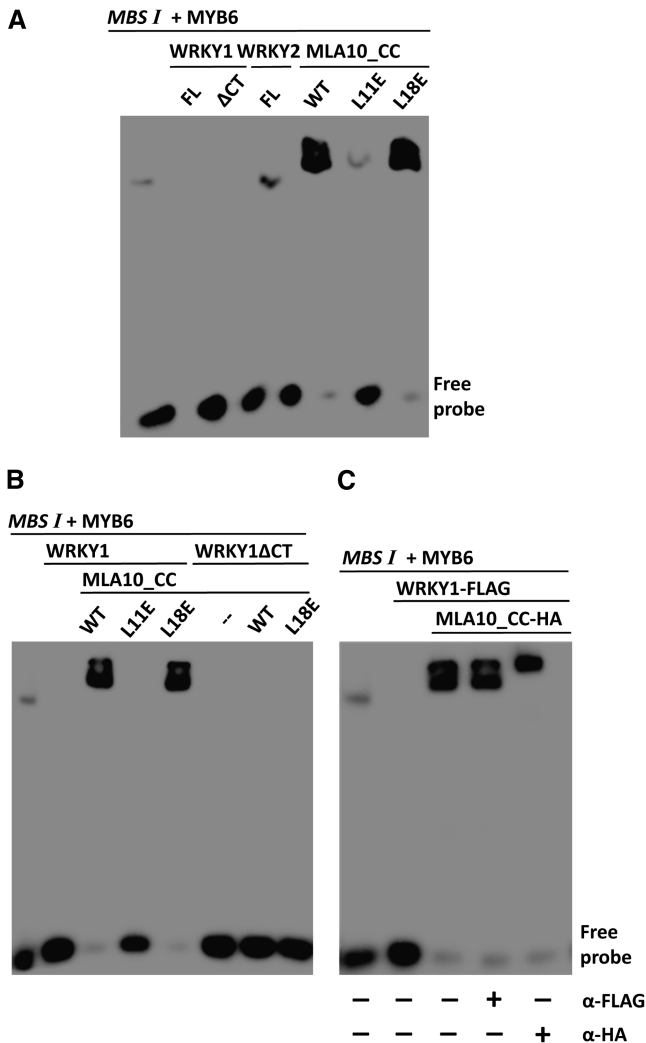 A
MBS I + MYB6
WRKY1 WRKY2 MLA10_CC
FL ΔCT FL WT L11E L18E
Free
probe
B
MBS I + MYB6
WRKY1 WRKY1ΔCT
MLA10_CC
WT L11E L18E -- WT L18E
C
MBS I + MYB6
WRKY1-FLAG
MLA10_CC-HA
Free
probe
– – – + – α-FLAG
– – – – + α-HA